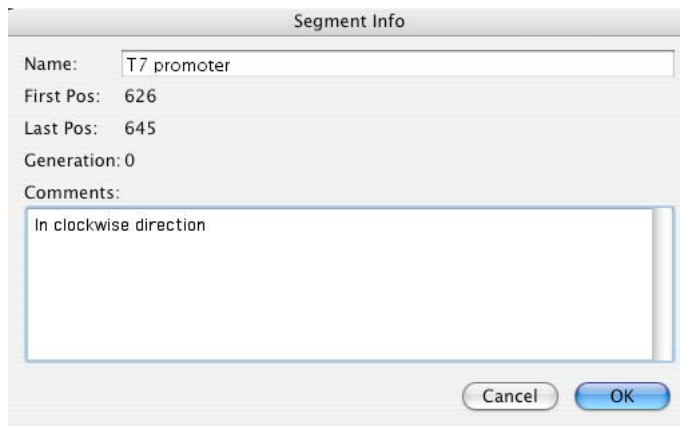 Segment Info
Name: T7 promoter
First Pos: 626
Last Pos: 645
Generation: 0
Comments:
In clockwise direction
Cancel OK